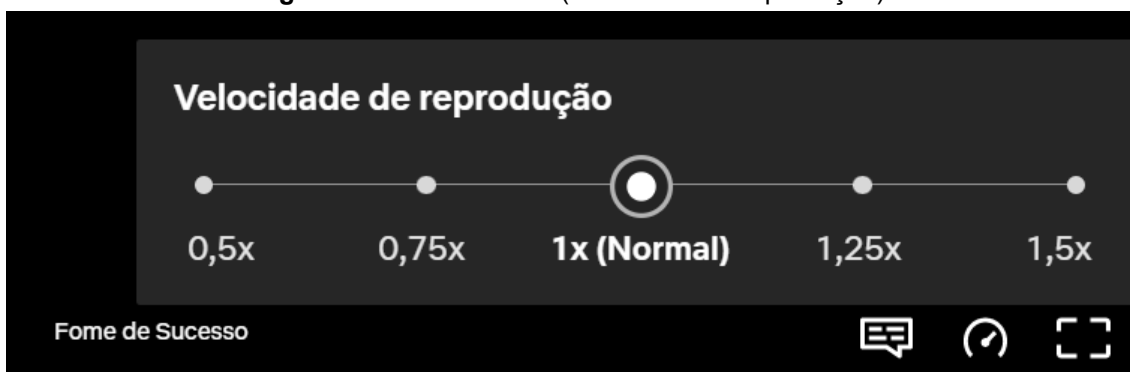 Velocidade de reprodução
0,5x 0,75x 1x (Normal) 1,25x 1,5x
Fome de Sucesso